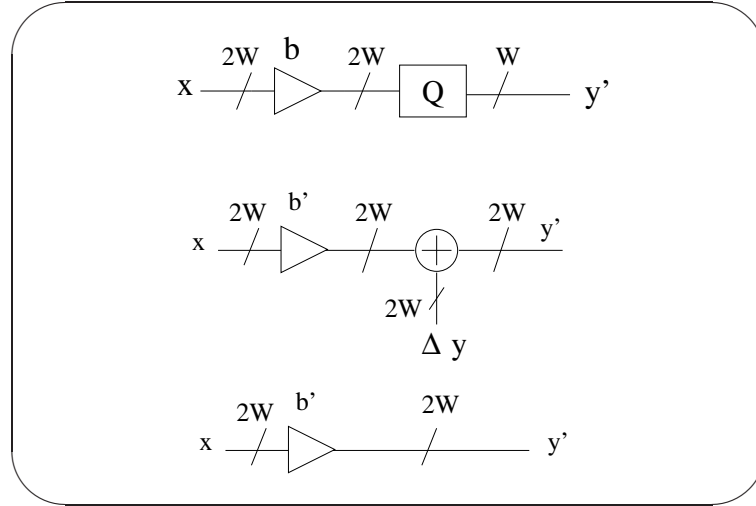 b
2W 2W W
x Q y’
b’
2W 2W 2W
x y’
2W
Δ y
b’
2W 2W
x y’